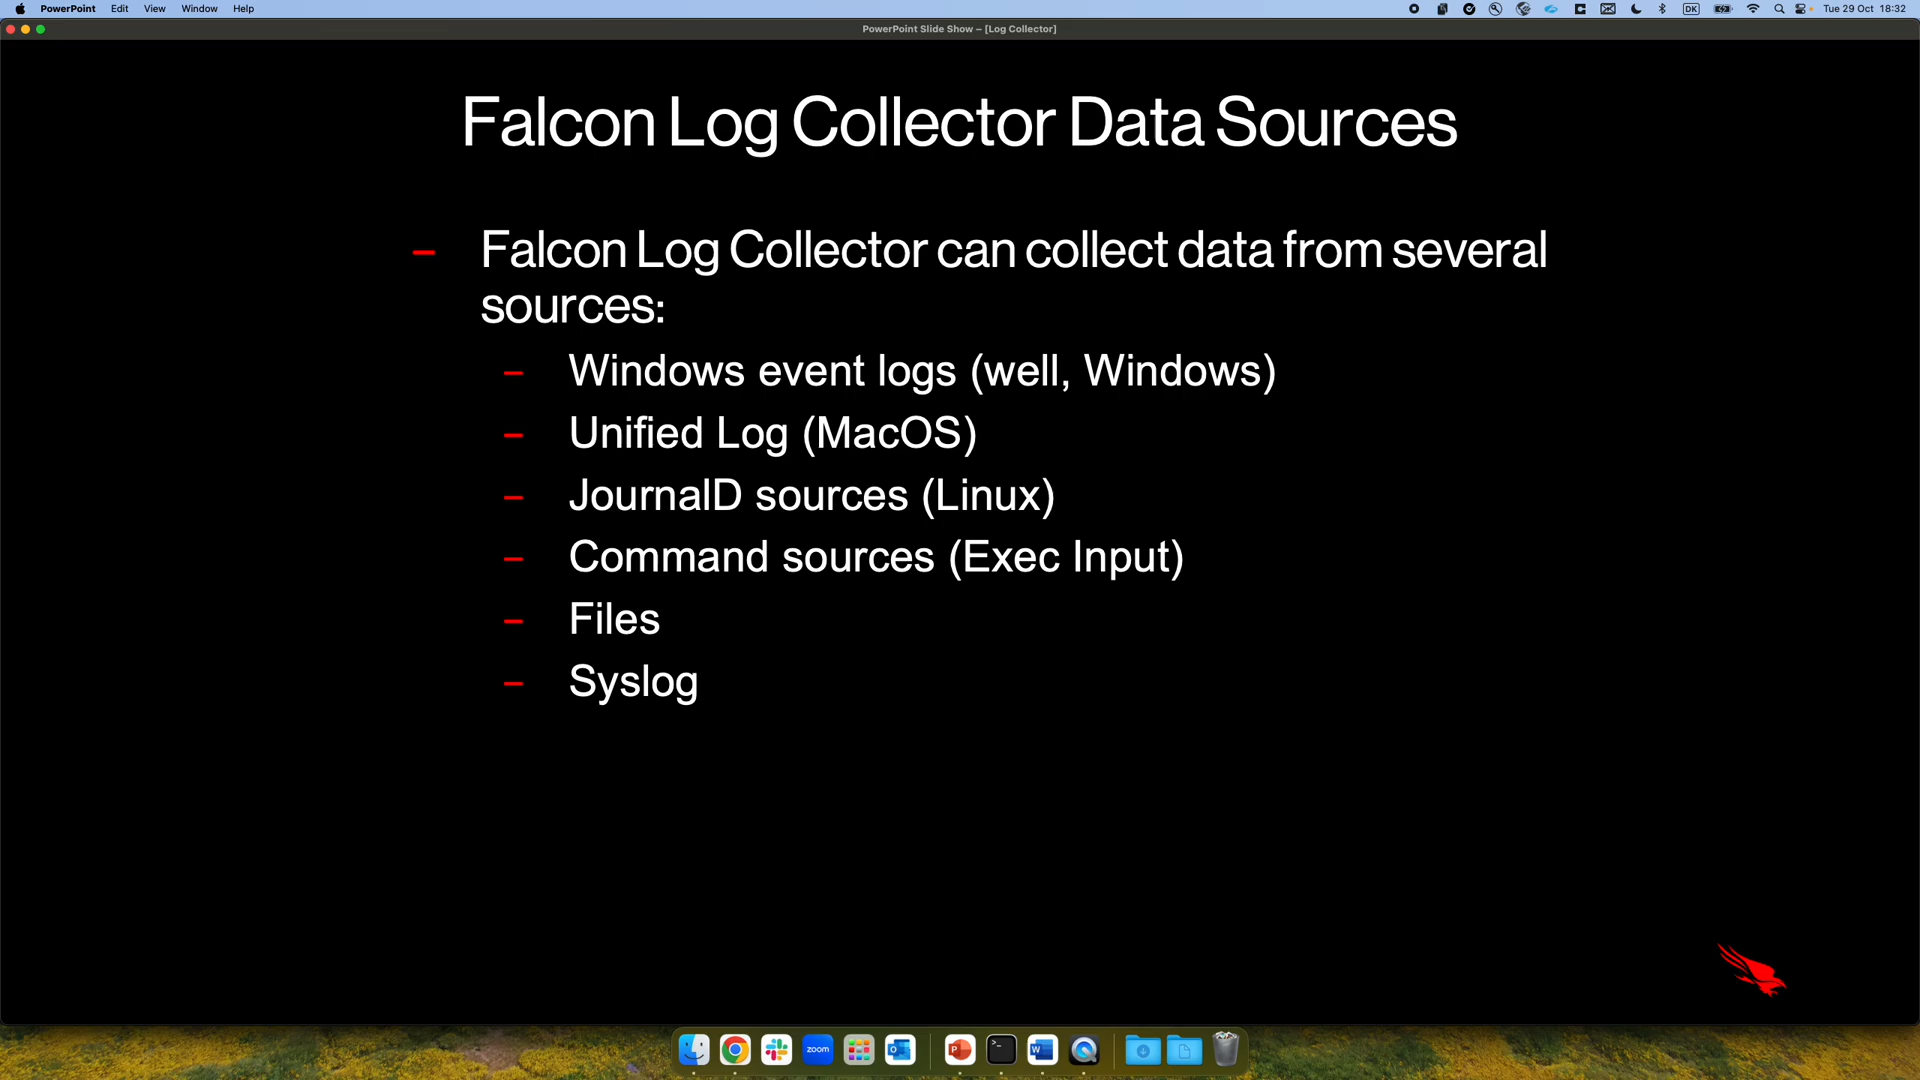 PowerPoint Edit View Window Help
DK
Tue 29 Oct 18:32
PowerPoint Slide Show – [Log Collector]
Falcon Log Collector Data Sources
– Falcon Log Collector can collect data from several
sources:
– Windows event logs (well, Windows)
– Unified Log (MacOS)
– JournalD sources (Linux)
– Command sources (Exec Input)
– Files
– Syslog
zoom